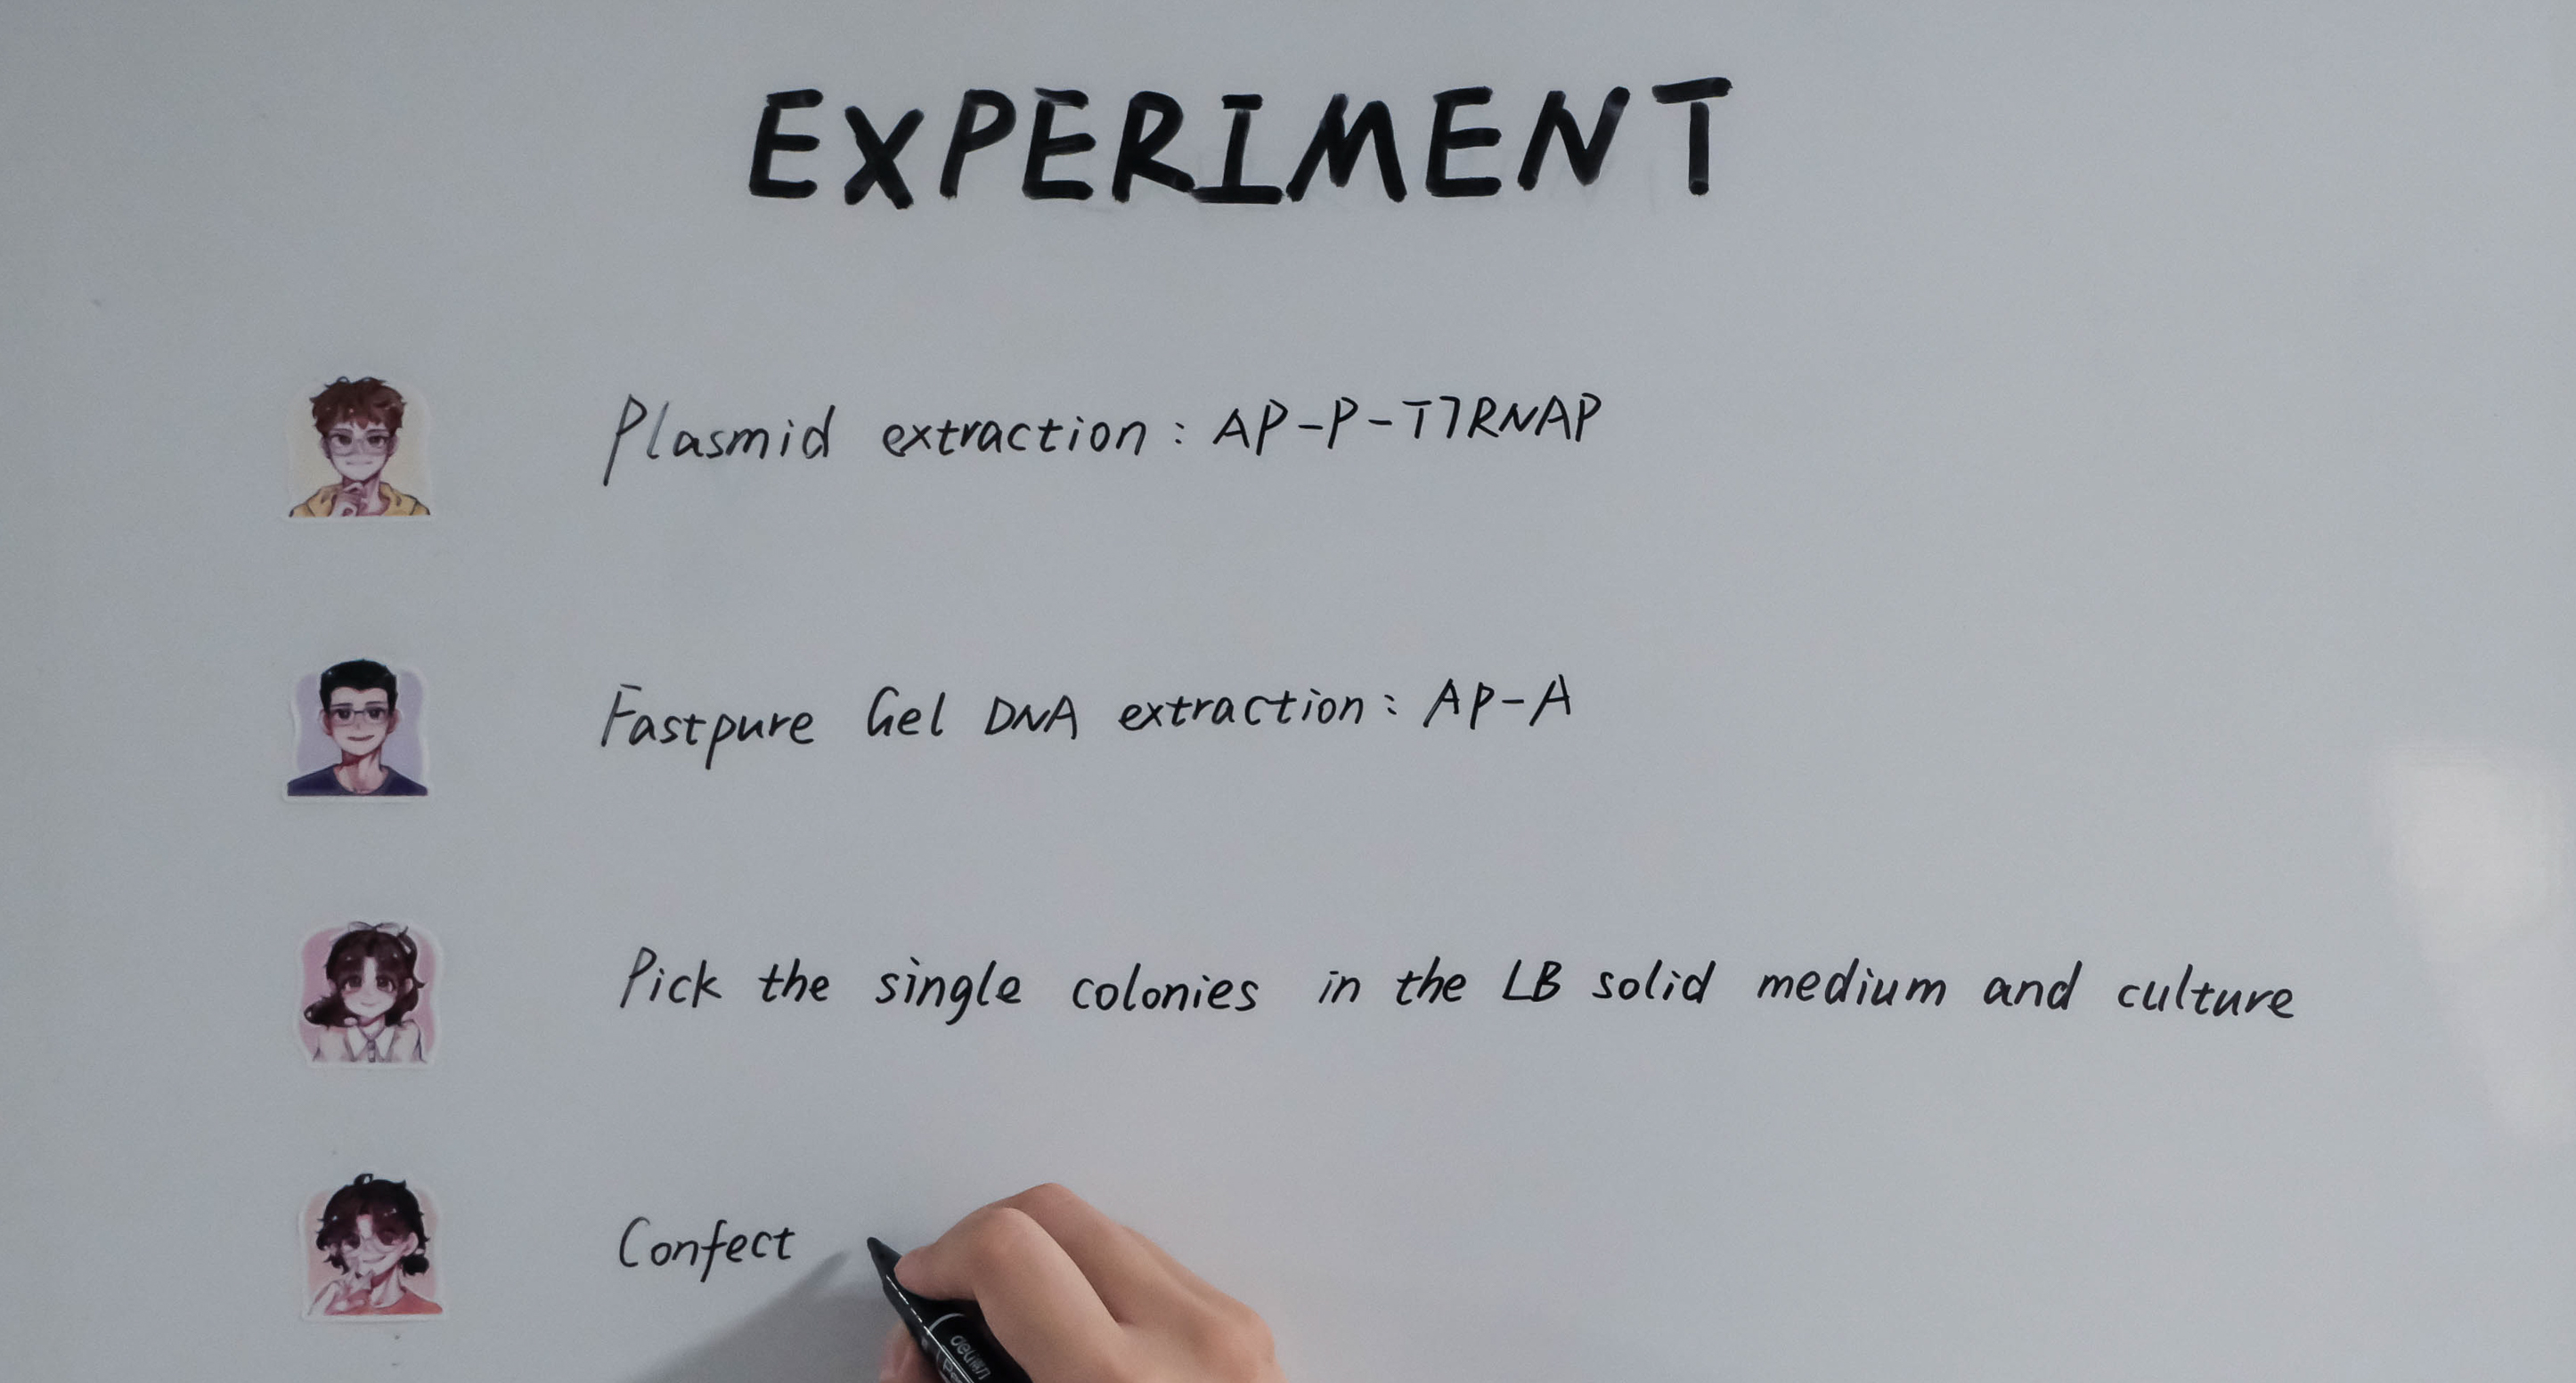 EXPERIMENT
Plasmid extraction: AP-P-T7RNAP
Fastpure Gel DNA extraction: AP-A
Pick the single colonies in the LB solid medium and culture
Confect
deli